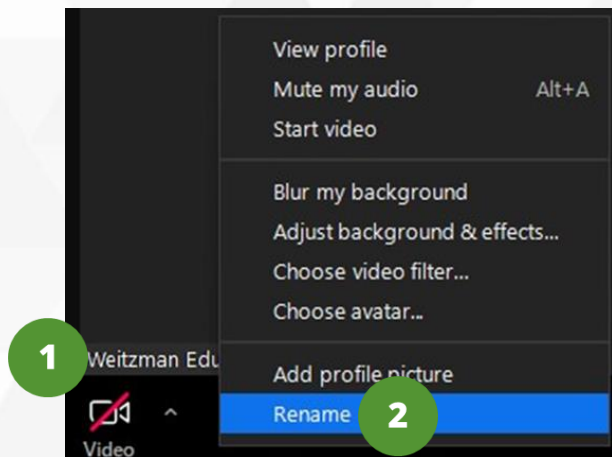 View profile
Mute my audio Alt+A
Start video
Blur my background
Adjust background & effects...
Choose video filter...
Choose avatar...
1 Weitzman Edu
Add profile picture
Rename 2
Video